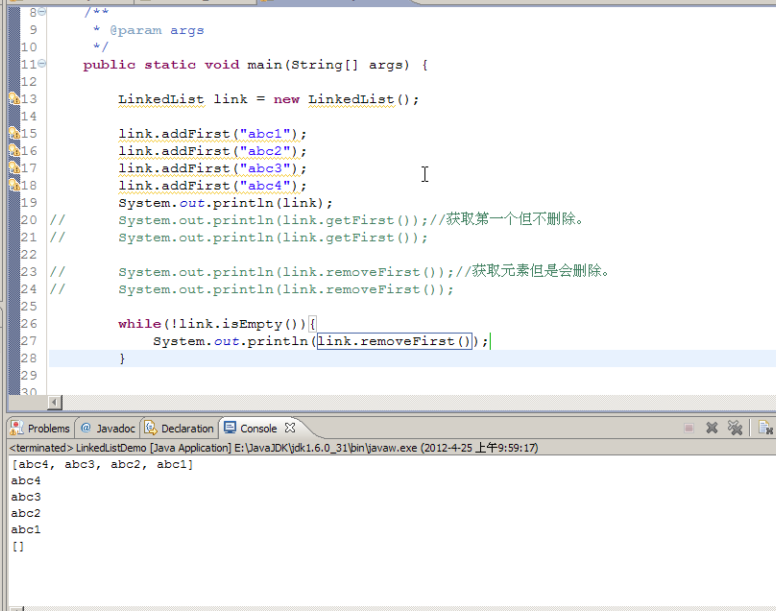 8 /**
9 * @param args
10 */
11 public static void main(String[] args) {
12
13 LinkedList link = new LinkedList();
14
15 link.addFirst("abc1");
16 link.addFirst("abc2");
17 link.addFirst("abc3");
18 link.addFirst("abc4");
19 System.out.println(link);
20 // System.out.println(link.getFirst());//获取第一个但不删除。
21 // System.out.println(link.getFirst());
22
23 // System.out.println(link.removeFirst());//获取元素但是会删除。
24 // System.out.println(link.removeFirst());
25
26 while(!link.isEmpty()){
27 System.out.println(link.removeFirst());
28 }
29
30
Problems @ Javadoc Declaration Console
<terminated> LinkedListDemo [Java Application] E:\JavaJDK\jdk1.6.0_31\bin\javaw.exe (2012-4-25 上午9:59:17)
[abc4, abc3, abc2, abc1]
abc4
abc3
abc2
abc1
[]